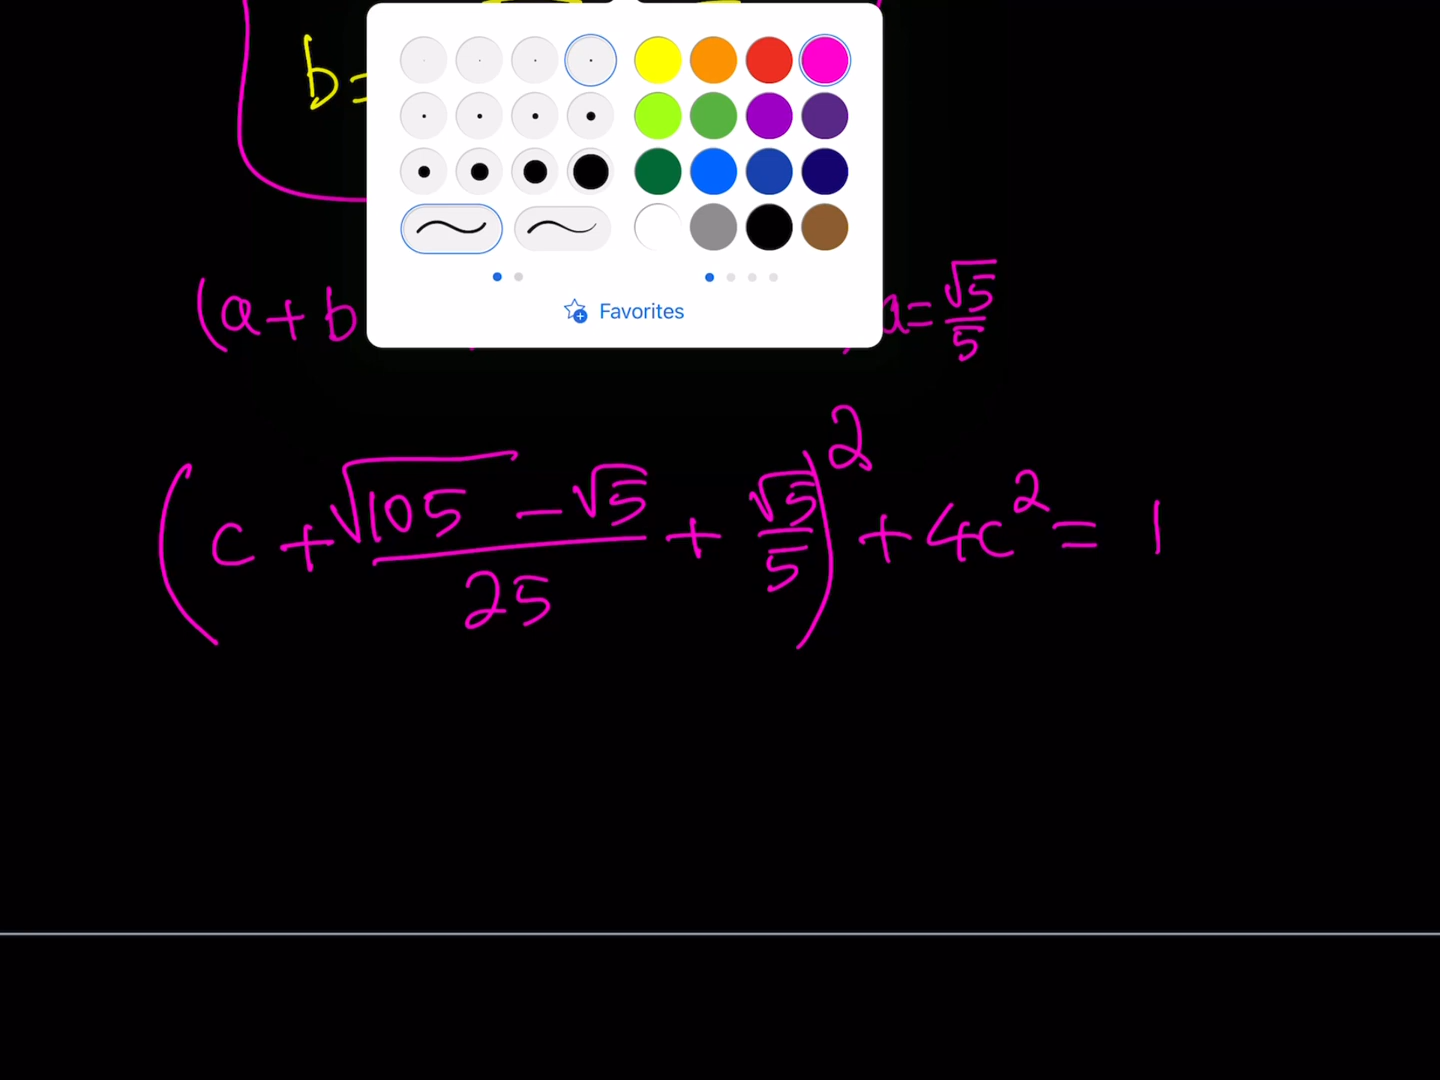 b=
Favorites
(a+b a=√5/5
(c+(√105-√5)/25+√5/5)²+4c²=1